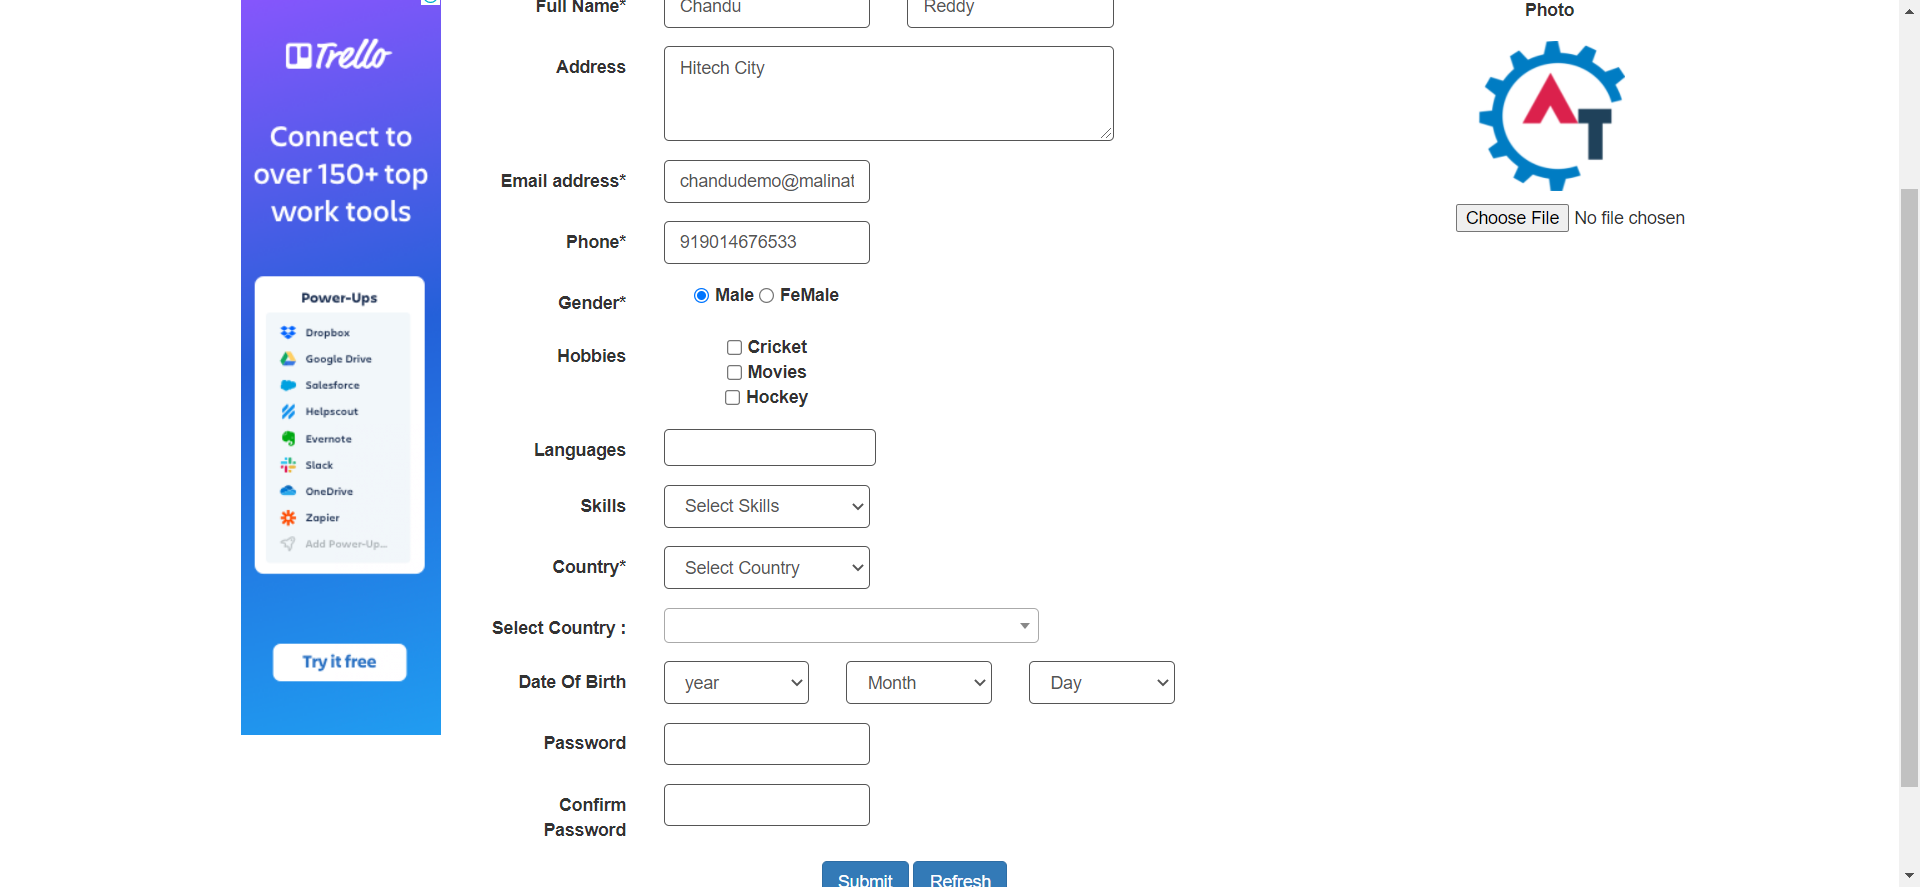 Trello
Connect to
over 150+ top
work tools
Power-Ups
Dropbox
Google Drive
Salesforce
Helpscout
Evernote
Slack
OneDrive
Zapier
Add Power-Up...
Try it free
Full Name* Chandu Reddy
Address Hitech City
Email address* chandudemo@malinat
Phone* 919014676533
Gender* Male FeMale
Hobbies Cricket
Movies
Hockey
Languages
Skills Select Skills
Country* Select Country
Select Country :
Date Of Birth year Month Day
Password
Confirm
Password
Submit Refresh
Photo
AT
Choose File No file chosen